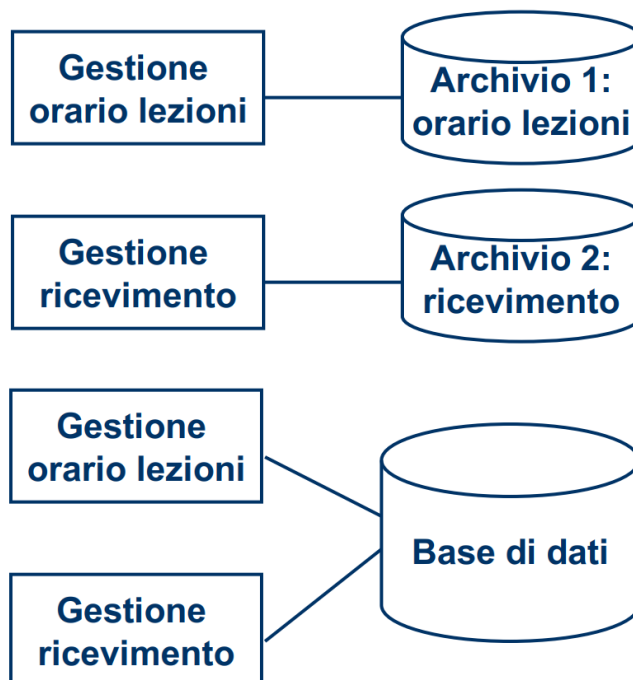 Gestione
orario lezioni
Archivio 1:
orario lezioni
Gestione
ricevimento
Archivio 2:
ricevimento
Gestione
orario lezioni
Base di dati
Gestione
ricevimento